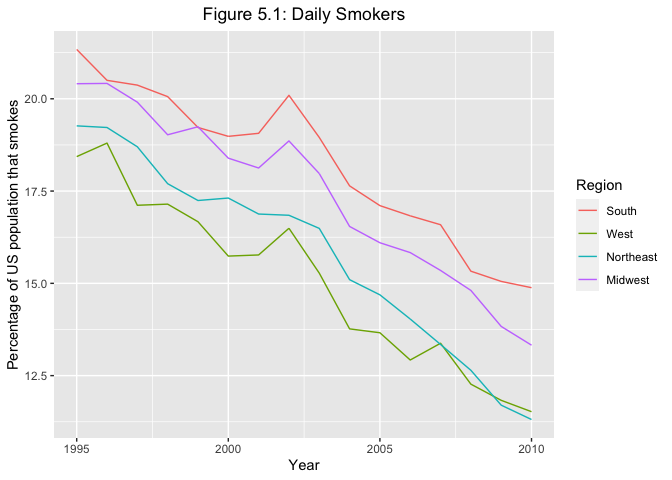 Figure 5.1: Daily Smokers
Percentage of US population that smokes
20.0
17.5
15.0
12.5
1995
2000
2005
2010
Year
Region
South
West
Northeast
Midwest